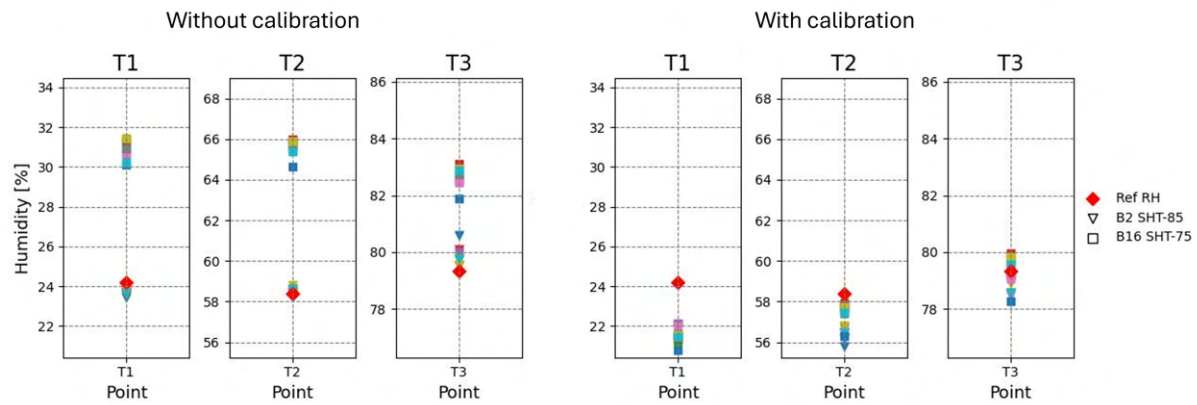 Without calibration
With calibration
T1
T2
T3
T1
T2
T3
Humidity [%]
34
32
30
28
26
24
22
68
66
64
62
60
58
56
86
84
82
80
78
34
32
30
28
26
24
22
68
66
64
62
60
58
56
86
84
82
80
78
T1
T2
T3
T1
T2
T3
Point
Point
Point
Point
Point
Point
Ref RH
B2 SHT-85
B16 SHT-75